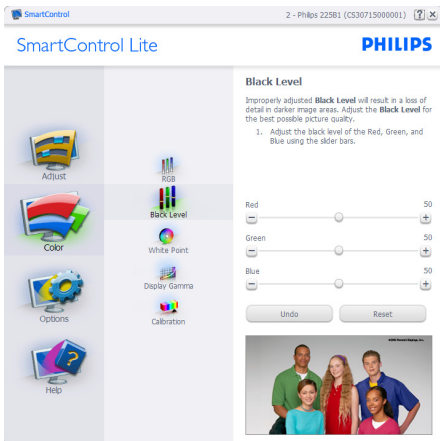 SmartControl
2 - Philips 225B1 (CS30715000001)
SmartControl Lite
PHILIPS
Adjust
Color
Options
Help
RGB
Black Level
White Point
Display Gamma
Calibration
Black Level
Improperly adjusted Black Level will result in a loss of
detail in darker image areas. Adjust the Black Level for
the best possible picture quality.
1. Adjust the black level of the Red, Green, and
Blue using the slider bars.
Red 50
Green 50
Blue 50
Undo
Reset